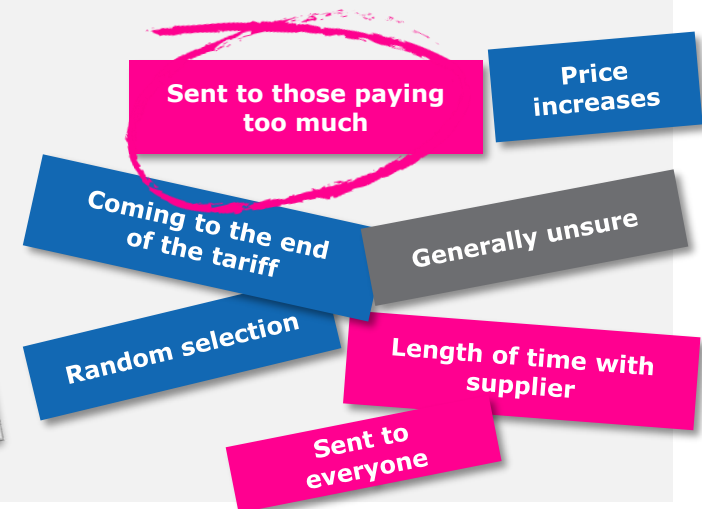 Sent to those paying
too much
Price
increases
Coming to the end
of the tariff
Generally unsure
Random selection
Length of time with
supplier
Sent to
everyone